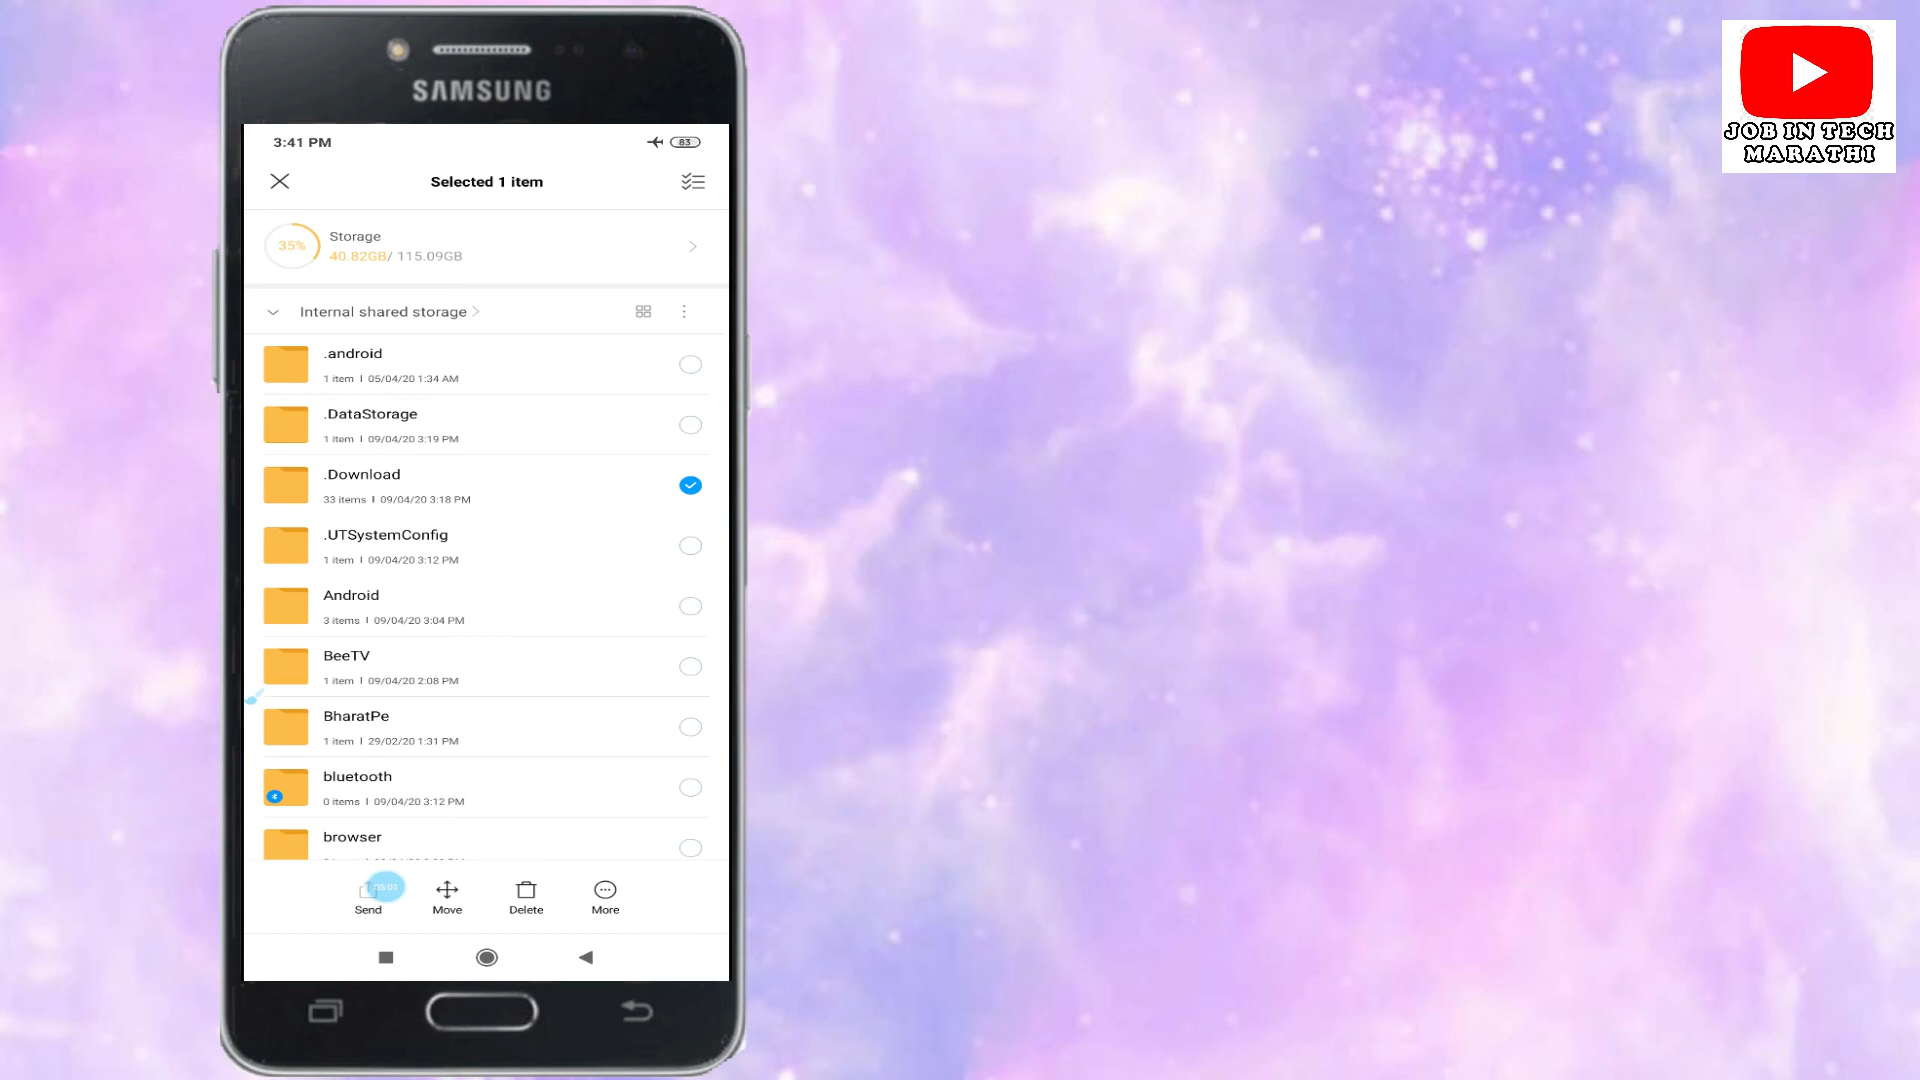 SAMSUNG
3:41 PM
83
Selected 1 item
35%
Storage
40.82GB/ 115.09GB
Internal shared storage
.android
1 item | 05/04/20 1:34 AM
.DataStorage
1 item | 09/04/20 3:19 PM
.Download
33 items | 09/04/20 3:18 PM
.UTSystemConfig
1 item | 09/04/20 3:12 PM
Android
3 items | 09/04/20 3:04 PM
BeeTV
1 item | 09/04/20 2:08 PM
BharatPe
1 item | 29/02/20 1:31 PM
bluetooth
0 items | 09/04/20 3:12 PM
browser
05:03
Send
Move
Delete
More
JOB IN TECH
MARATHI